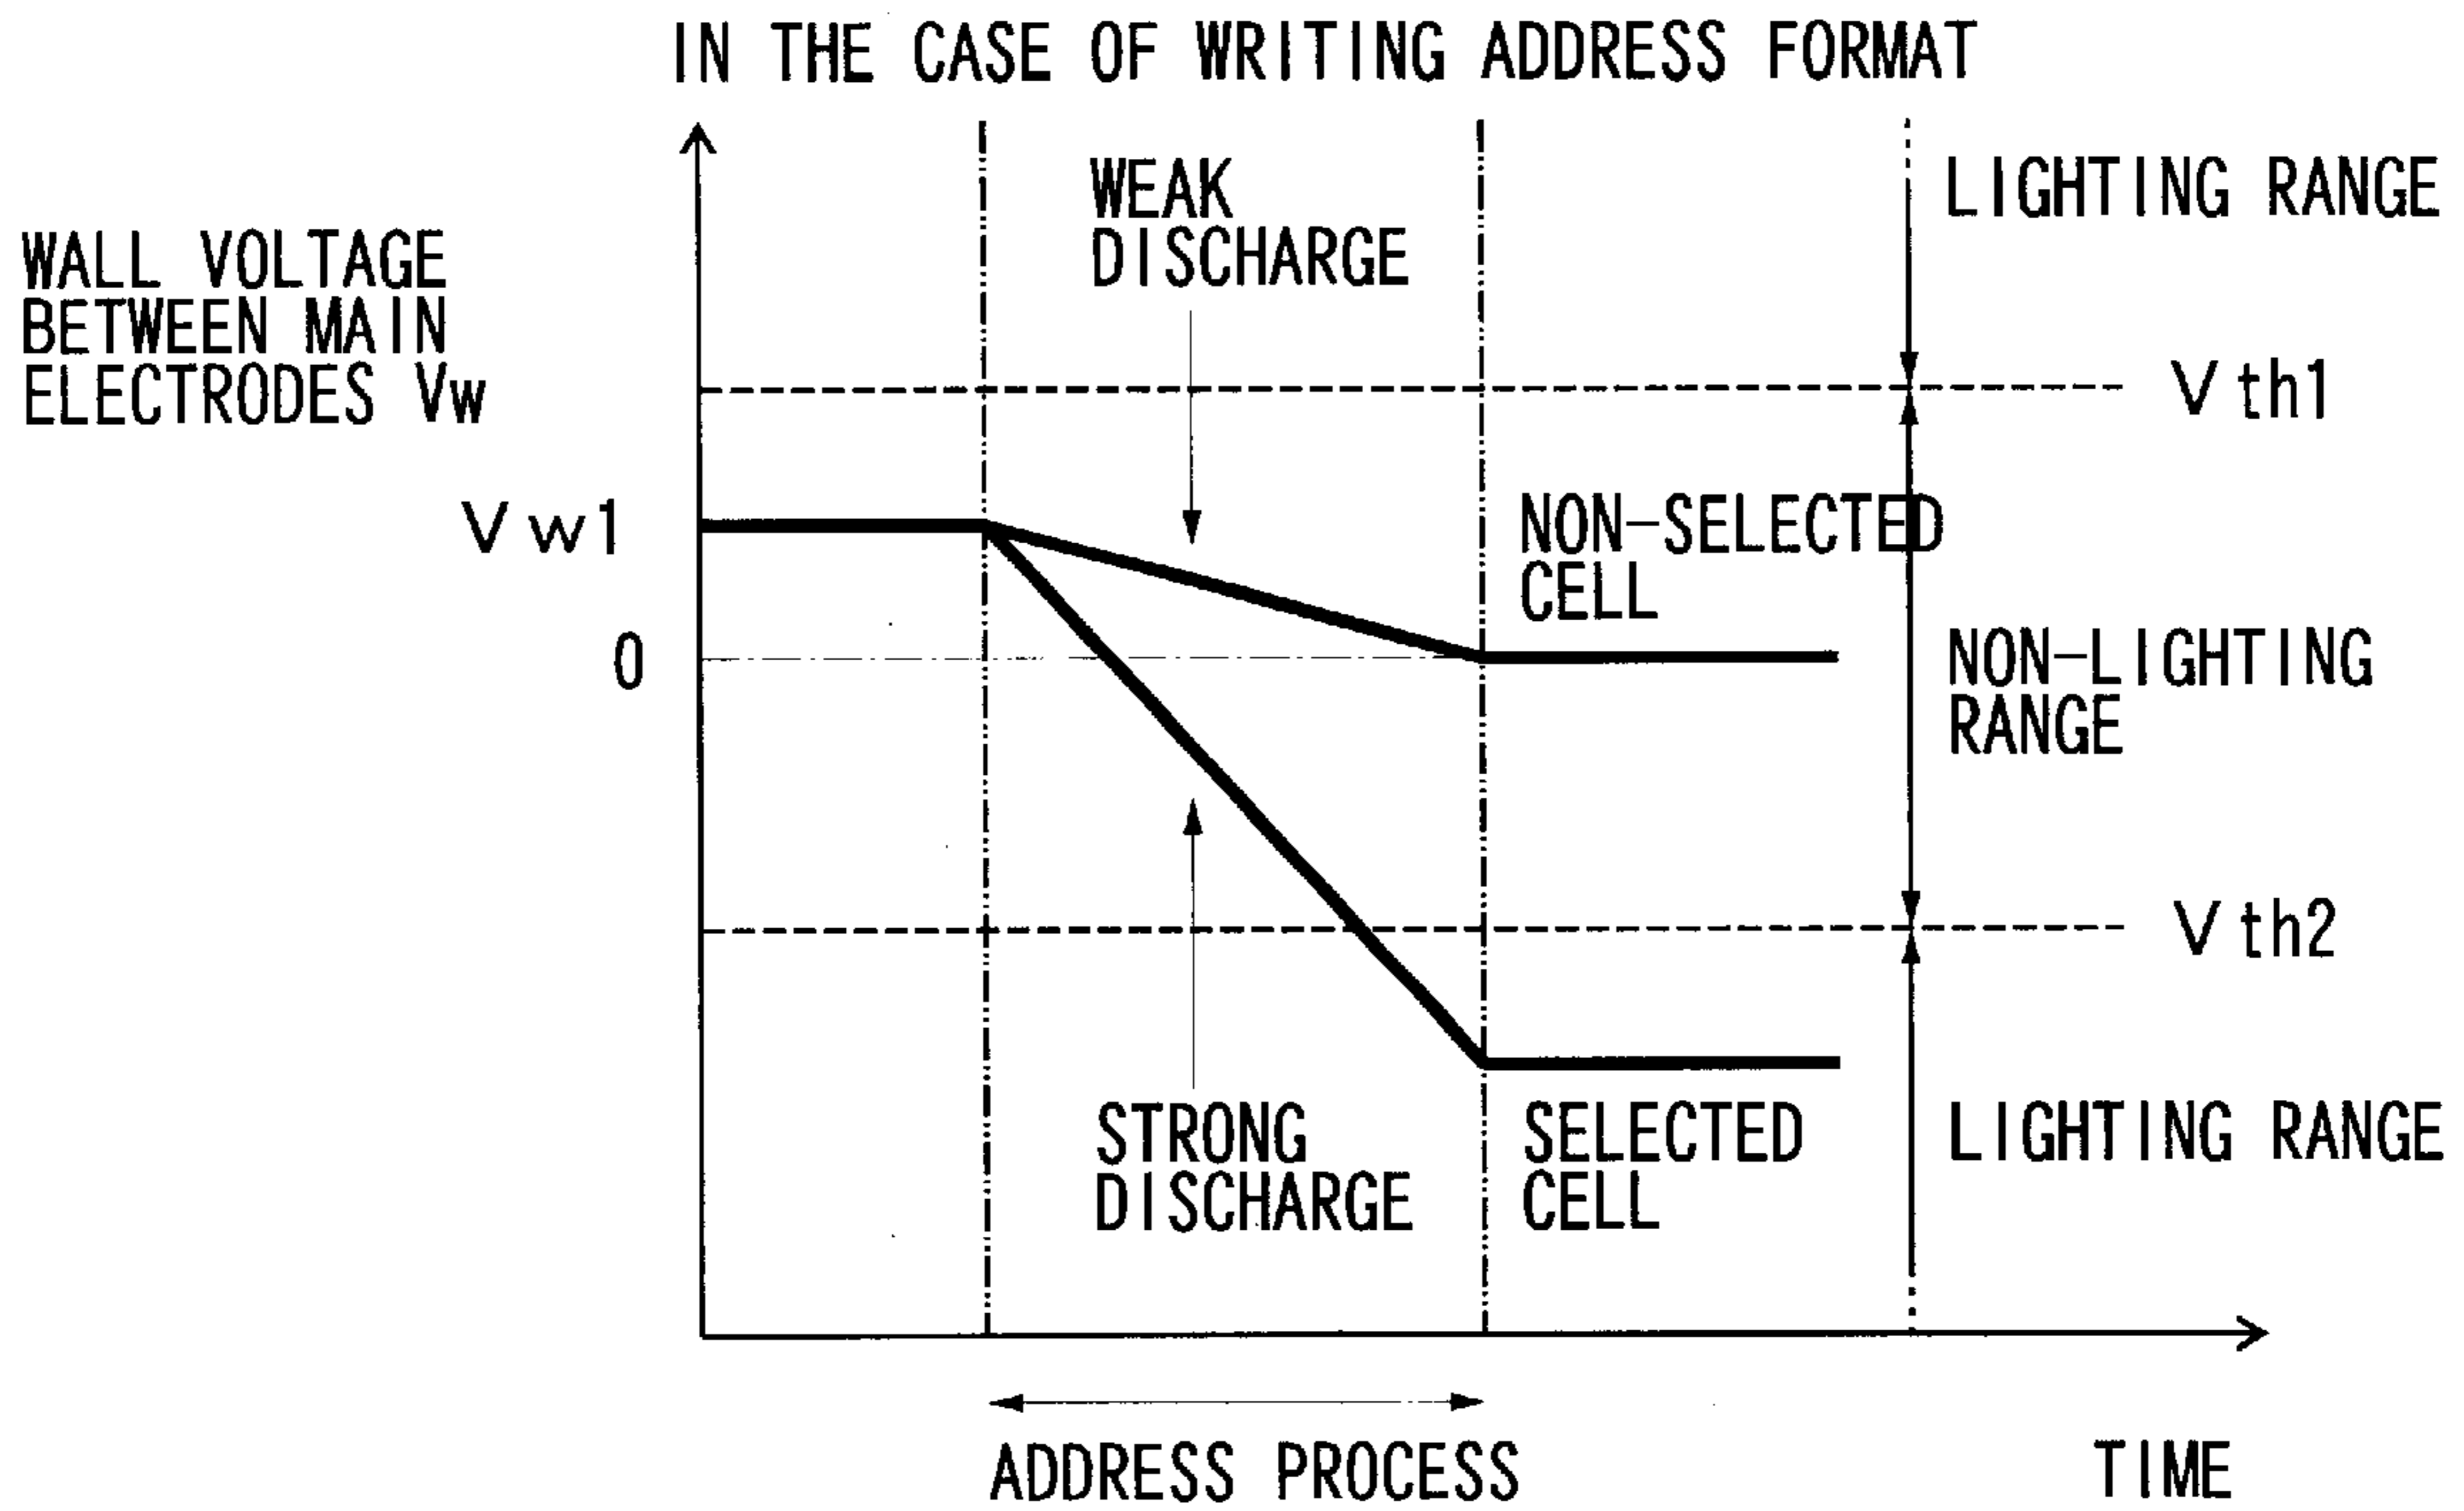 IN THE CASE OF WRITING ADDRESS FORMAT
WALL VOLTAGE
BETWEEN MAIN
ELECTRODES Vw
WEAK
DISCHARGE
LIGHTING RANGE
Vth1
Vw1
NON-SELECTED
CELL
0
NON-LIGHTING
RANGE
Vth2
STRONG
DISCHARGE
SELECTED
CELL
LIGHTING RANGE
ADDRESS PROCESS
TIME